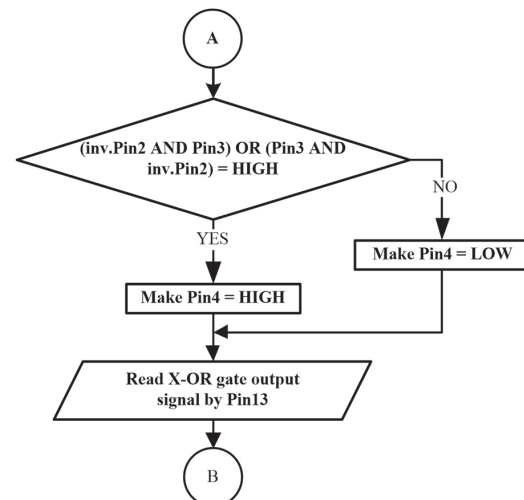 A
(inv.Pin2 AND Pin3) OR (Pin3 AND
inv.Pin2) = HIGH
NO
YES
Make Pin4 = LOW
Make Pin4 = HIGH
Read X-OR gate output
signal by Pin13
B